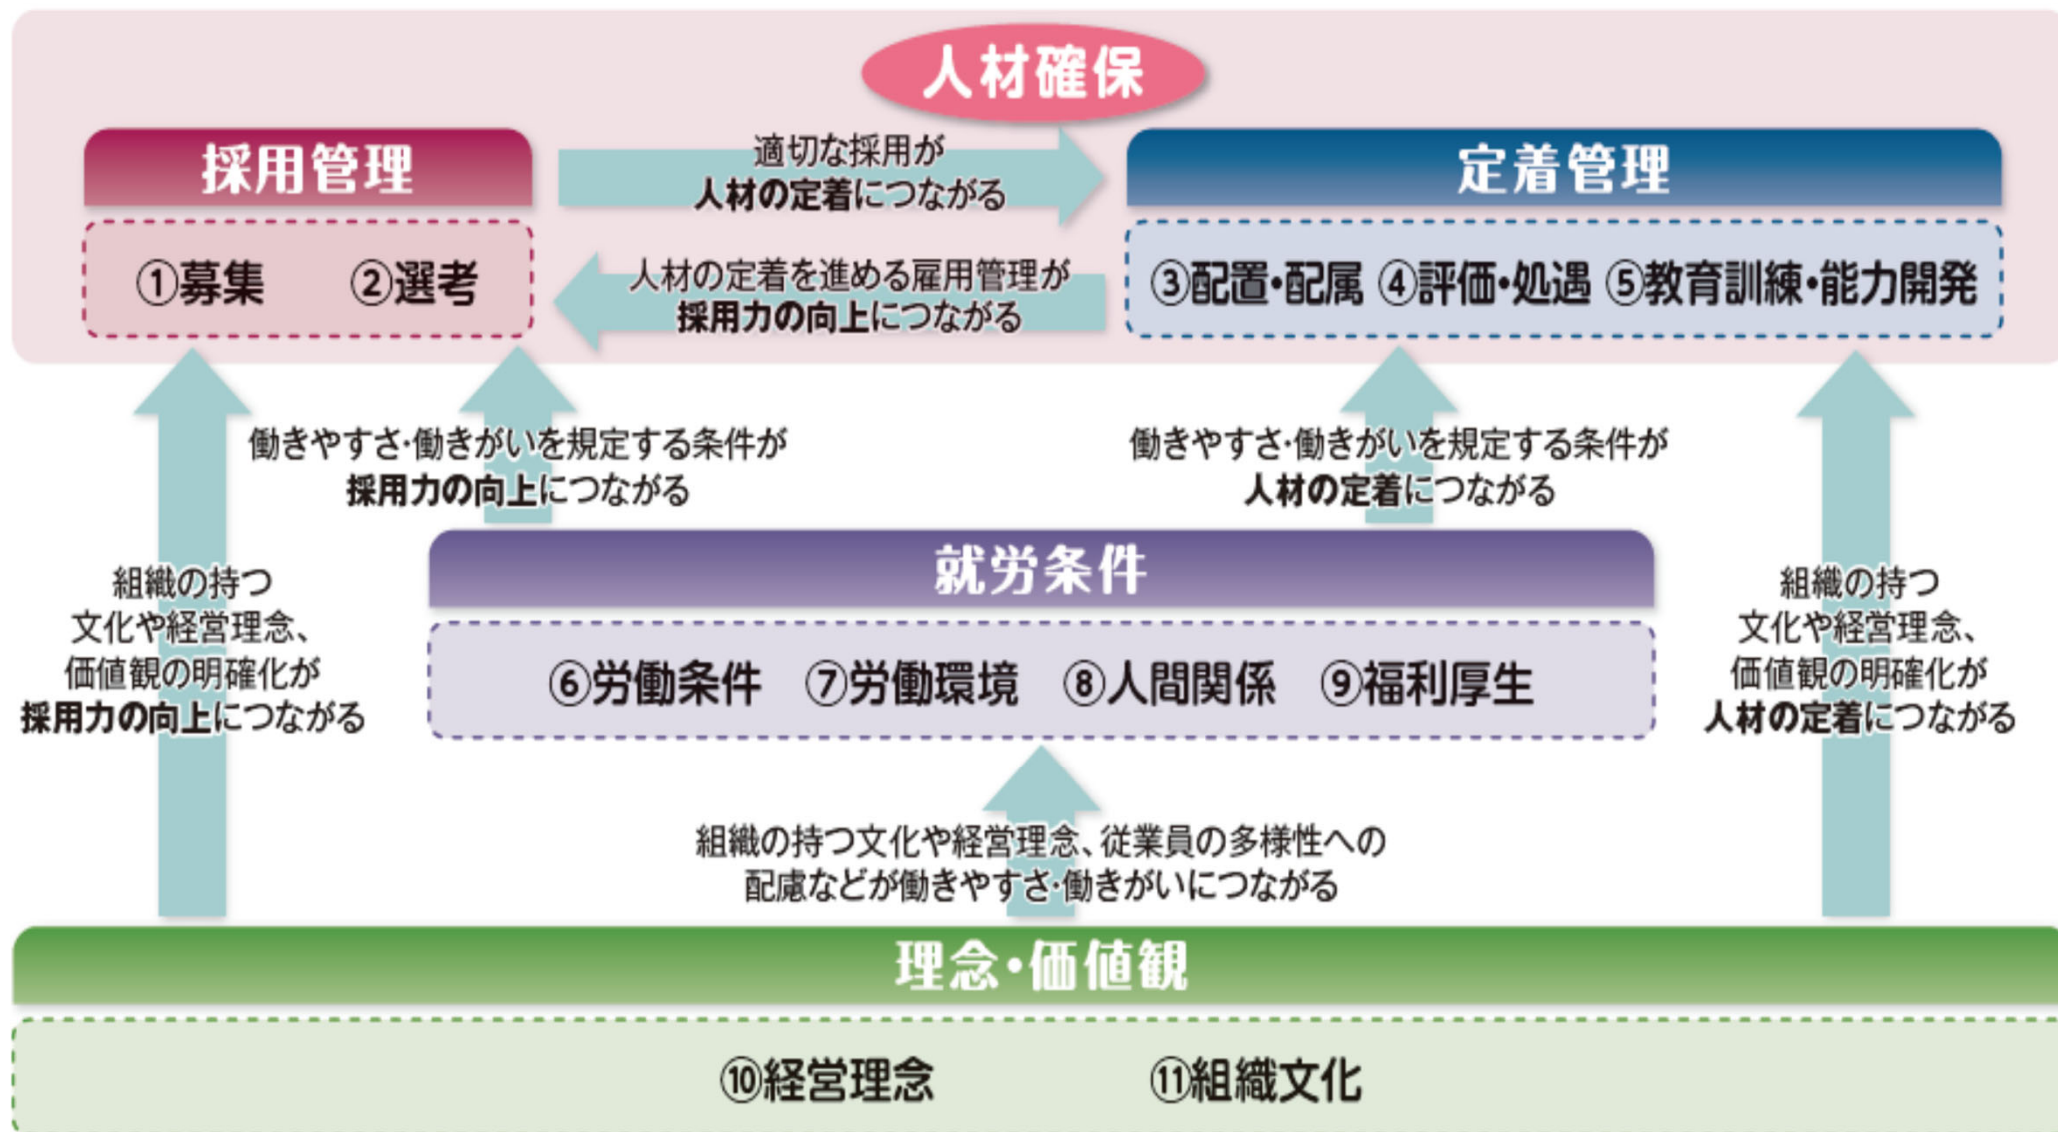 人材確保
採用管理
①募集 ②選考
適切な採用が
人材の定着につながる
人材の定着を進める雇用管理が
採用力の向上につながる
定着管理
③配置・配属 ④評価・処遇 ⑤教育訓練・能力開発
働きやすさ・働きがいを規定する条件が
採用力の向上につながる
働きやすさ・働きがいを規定する条件が
人材の定着につながる
組織の持つ
文化や経営理念、
価値観の明確化が
採用力の向上につながる
就労条件
⑥労働条件 ⑦労働環境 ⑧人間関係 ⑨福利厚生
組織の持つ
文化や経営理念、
価値観の明確化が
人材の定着につながる
組織の持つ文化や経営理念、従業員の多様性への
配慮などが働きやすさ・働きがいにつながる
理念・価値観
⑩経営理念 ⑪組織文化